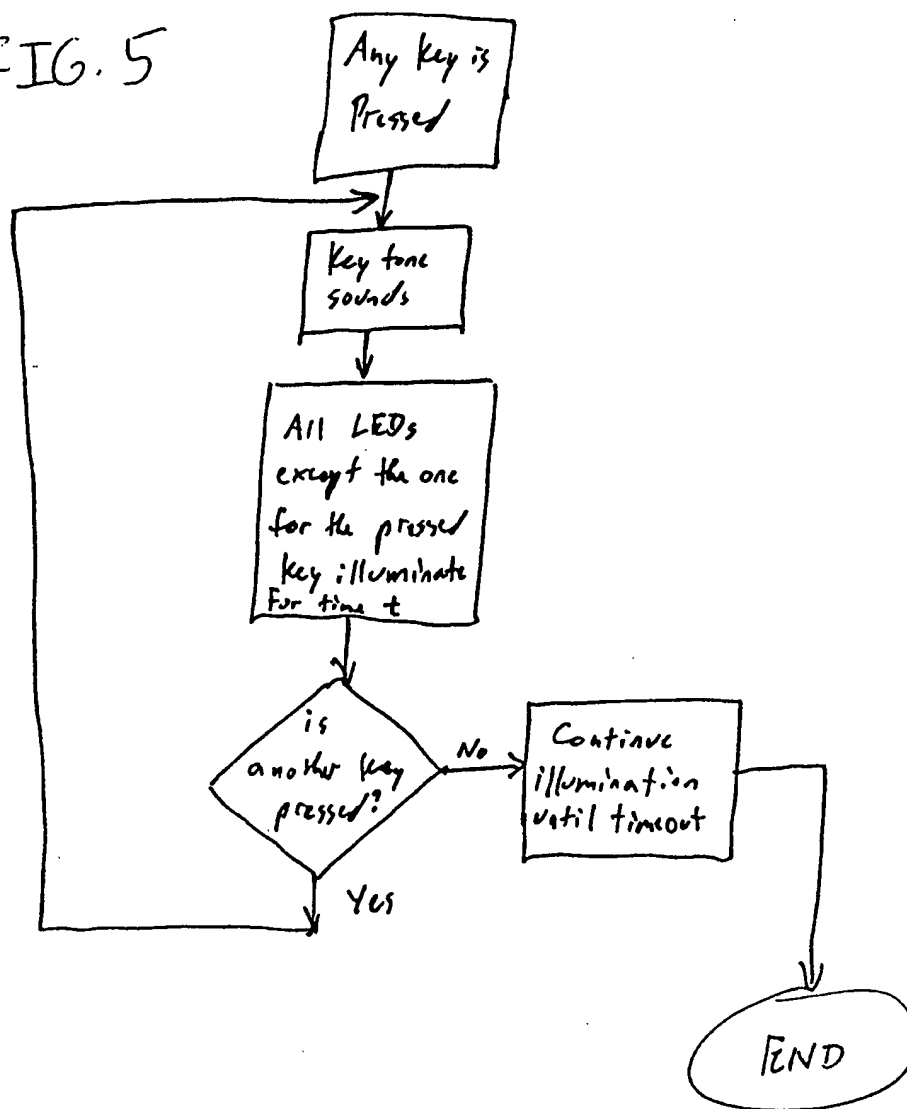 FIG. 5
Any key is
Pressed
Key tone
sounds
All LEDs
except the one
for the pressed
key illuminate
For time t
is
another key
pressed?
No
Continue
illumination
until timeout
Yes
END